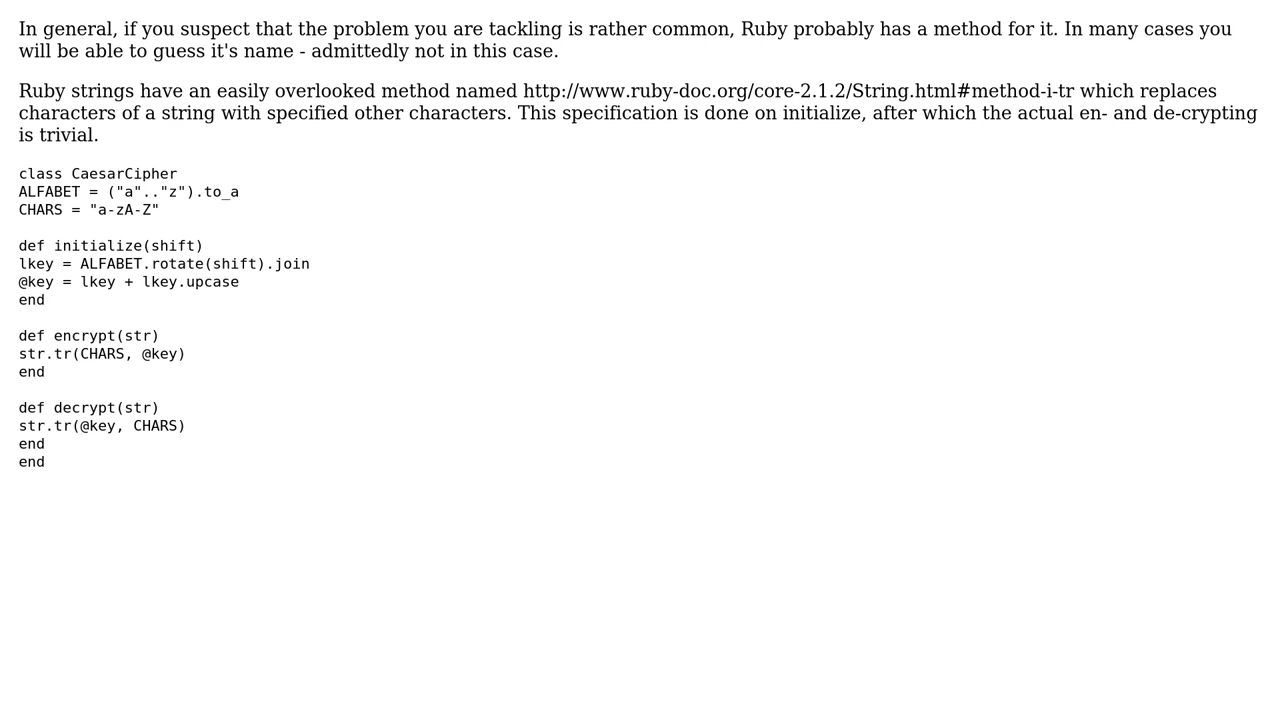 In general, if you suspect that the problem you are tackling is rather common, Ruby probably has a method for it. In many cases you
will be able to guess it's name - admittedly not in this case.
Ruby strings have an easily overlooked method named http://www.ruby-doc.org/core-2.1.2/String.html#method-i-tr which replaces
characters of a string with specified other characters. This specification is done on initialize, after which the actual en- and de-crypting
is trivial.
class CaesarCipher
ALFABET = ("a".."z").to_a
CHARS = "a-zA-Z"
def initialize(shift)
lkey = ALFABET.rotate(shift).join
@key = lkey + lkey.upcase
end
def encrypt(str)
str.tr(CHARS, @key)
end
def decrypt(str)
str.tr(@key, CHARS)
end
end